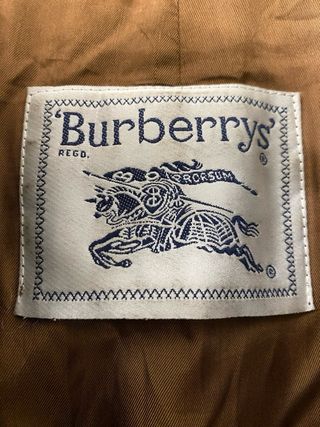 'Burberrys'
REGD.
®
PRORSUM
®